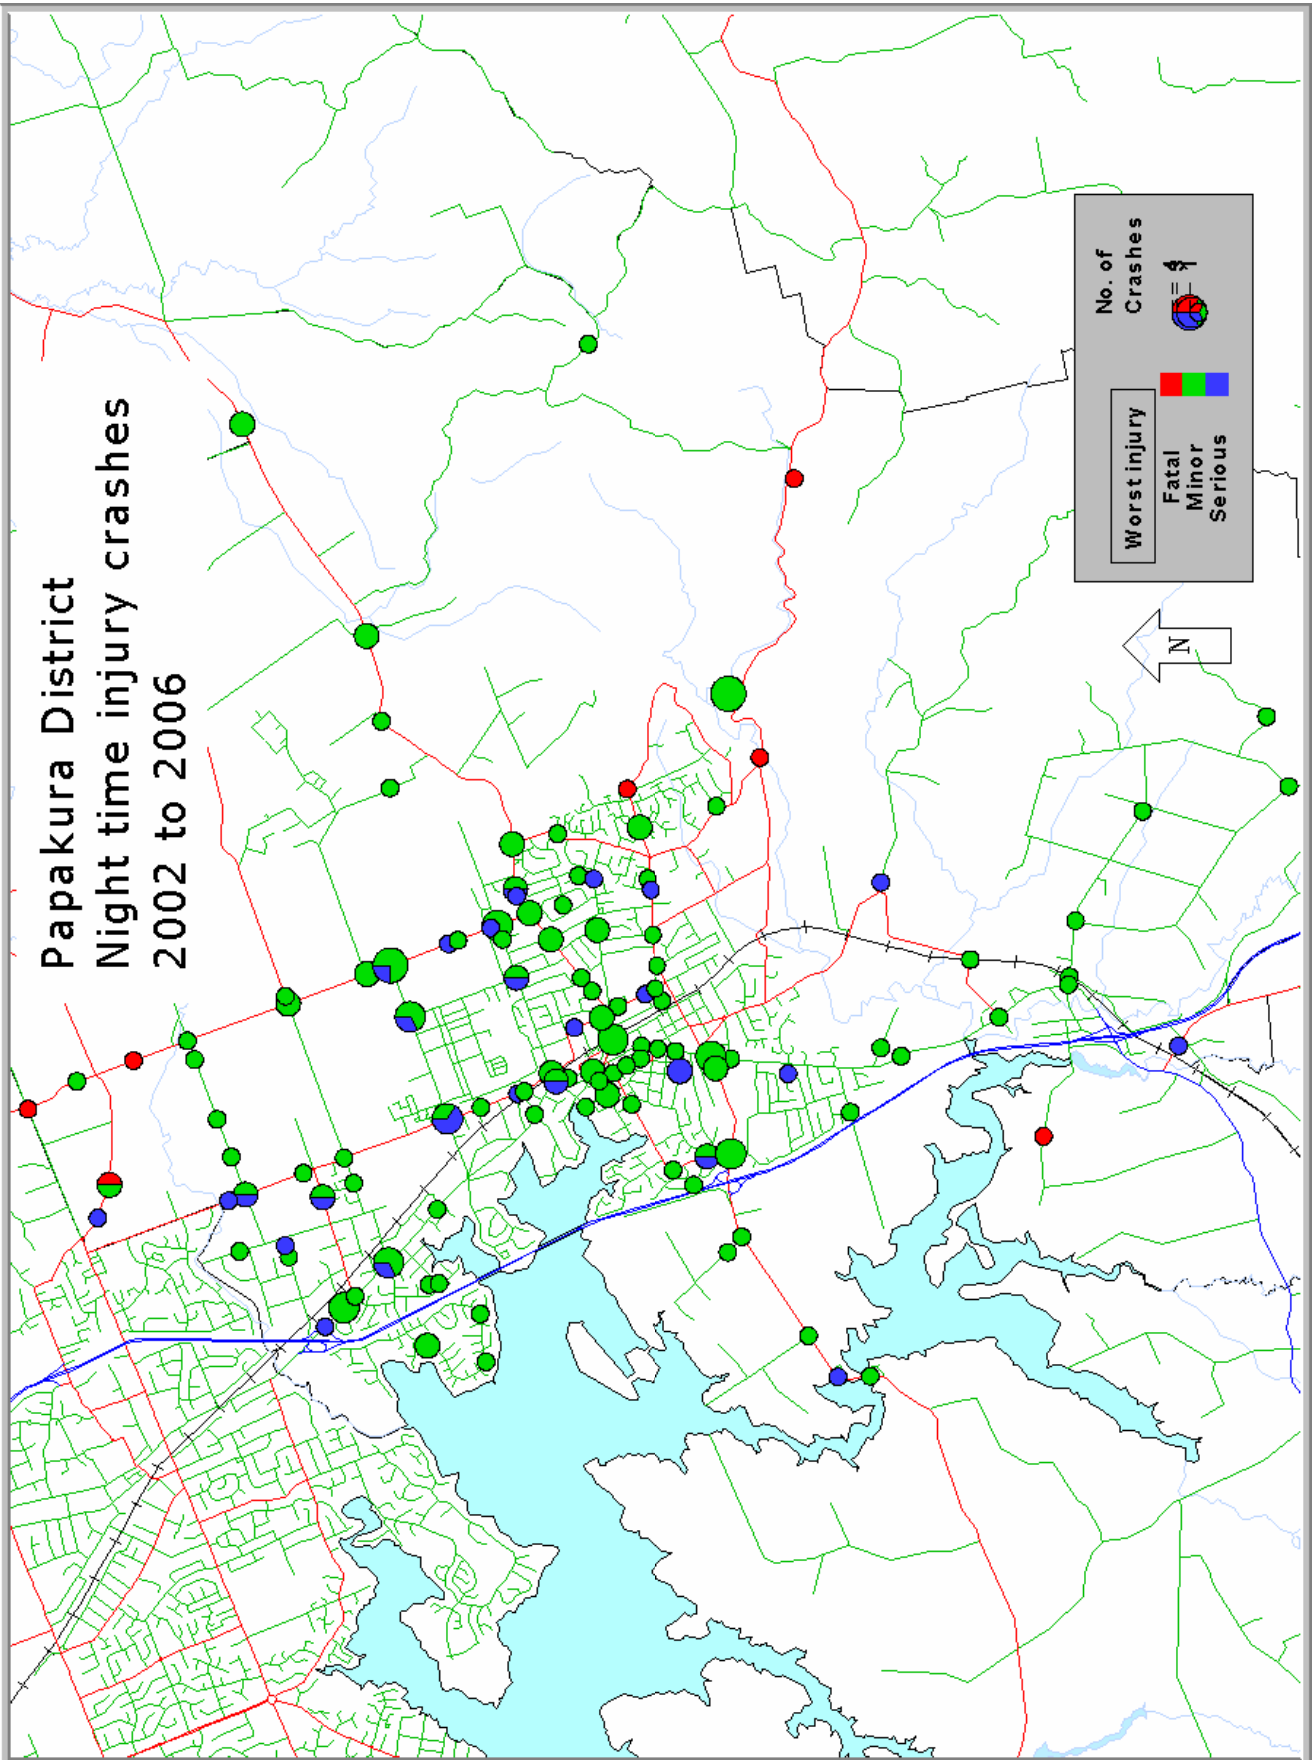 Papakura District
Night time injury crashes
2002 to 2006
Worst injury
Fatal
Minor
Serious
No. of
Crashes
N